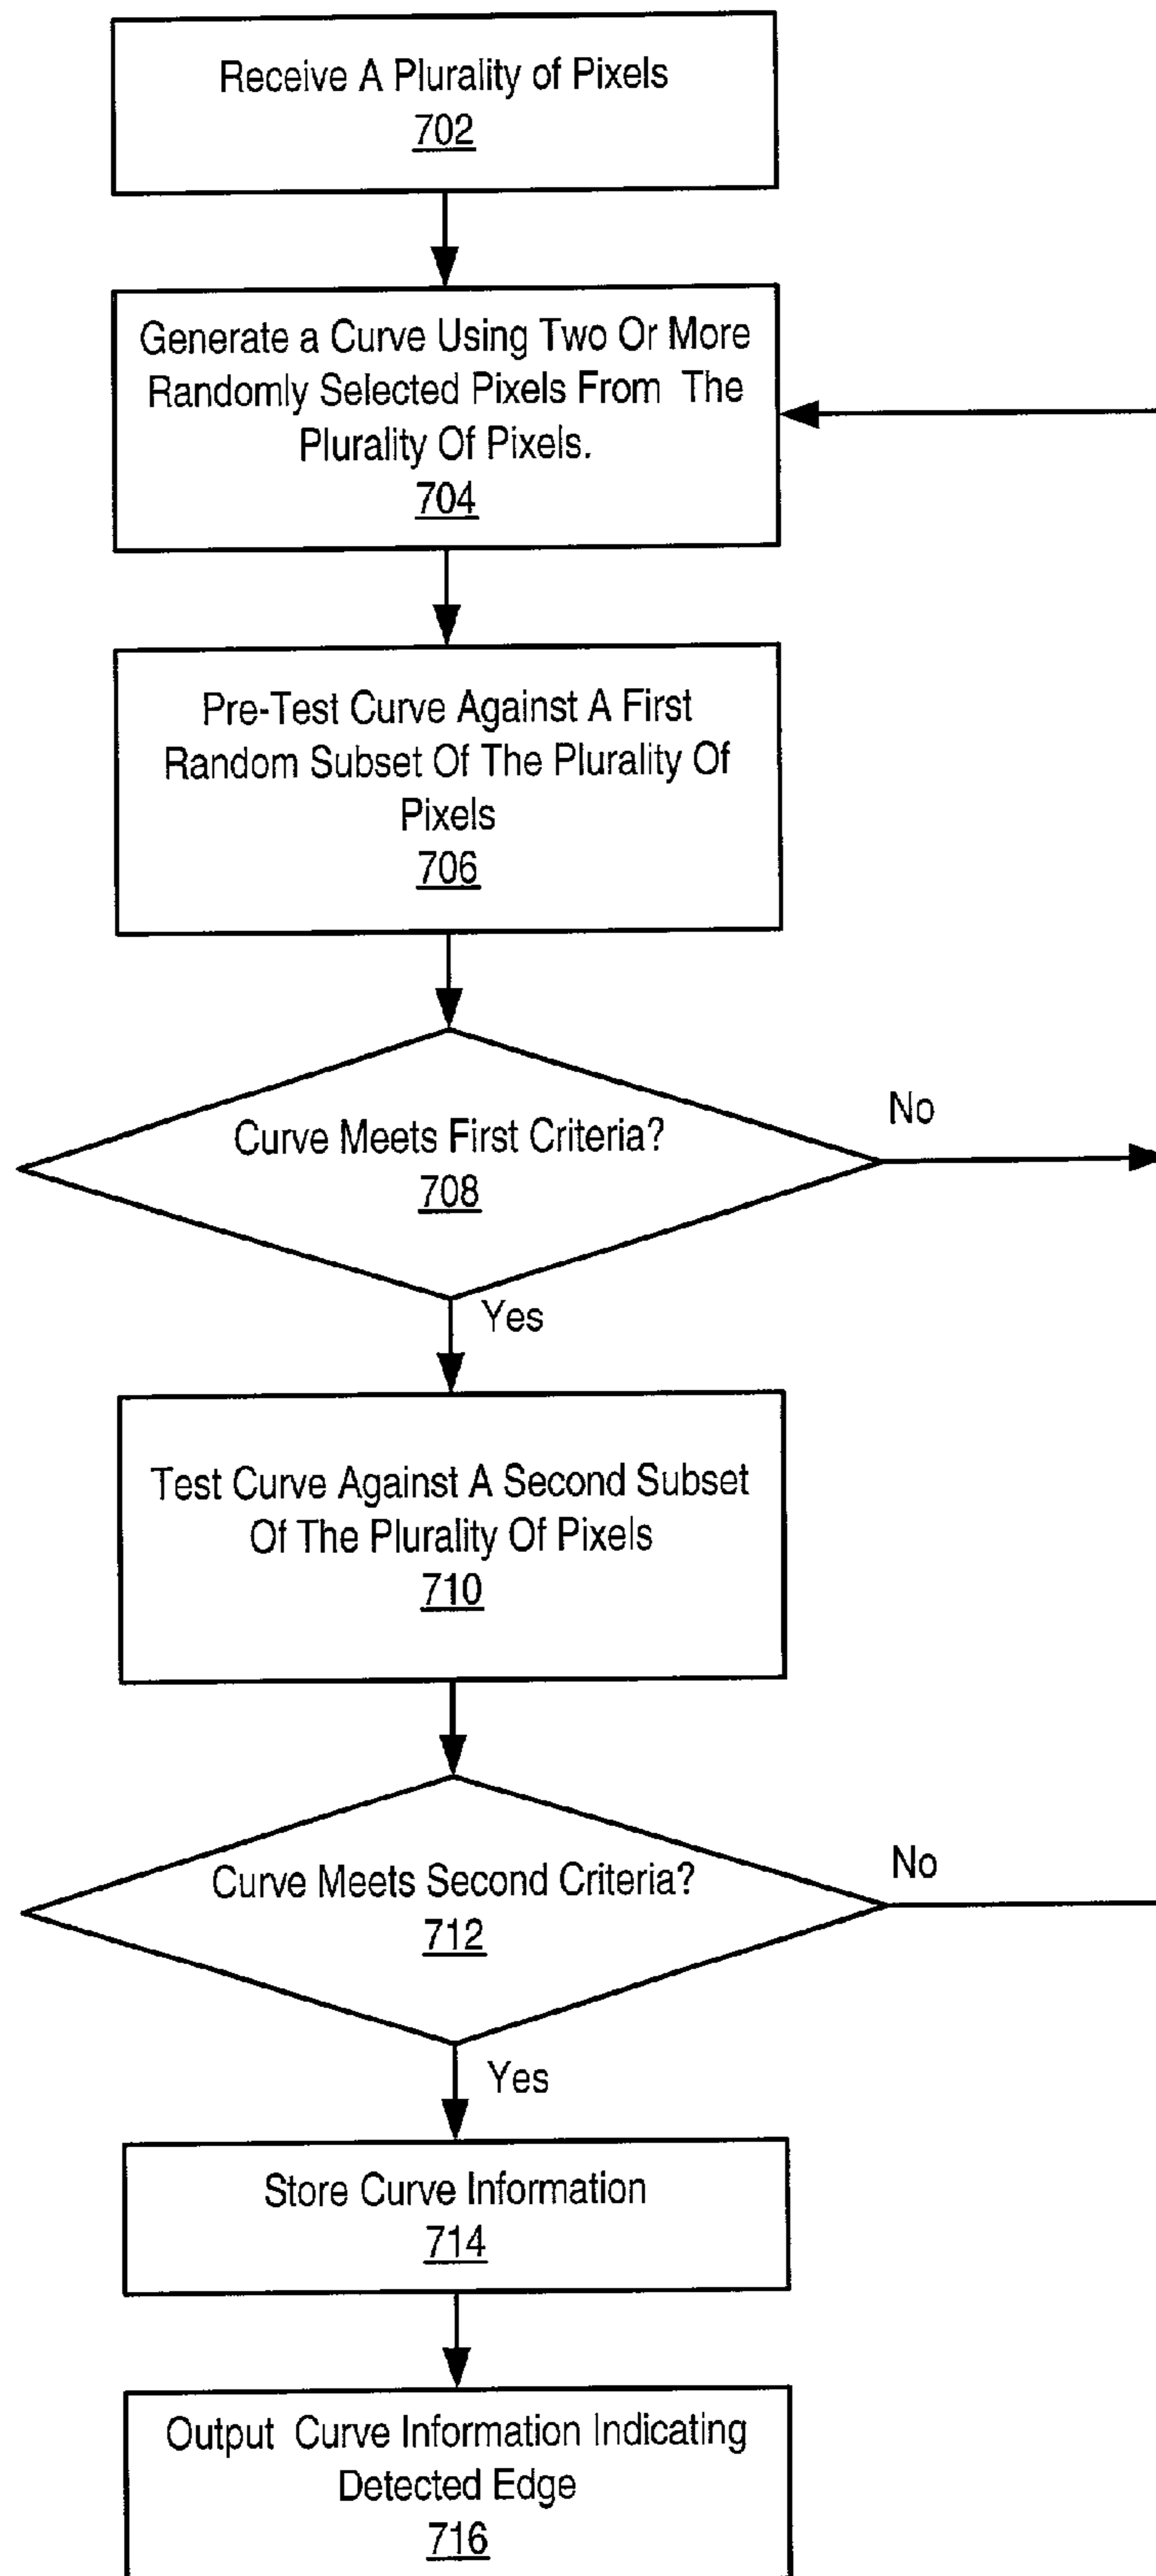 Receive A Plurality of Pixels
702
Generate a Curve Using Two Or More
Randomly Selected Pixels From The
Plurality Of Pixels.
704
Pre-Test Curve Against A First
Random Subset Of The Plurality Of
Pixels
706
Curve Meets First Criteria?
708
No
Yes
Test Curve Against A Second Subset
Of The Plurality Of Pixels
710
Curve Meets Second Criteria?
712
No
Yes
Store Curve Information
714
Output Curve Information Indicating
Detected Edge
716